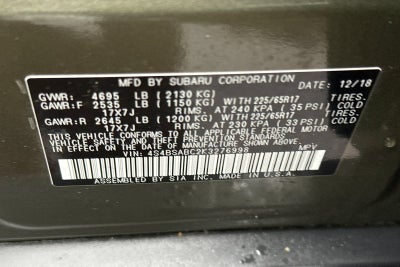 MFD BY SUBARU CORPORATION DATE: 12/18
GVWR: 4695 LB ( 2130 KG)
GAWR:F 2535 LB ( 1150 KG) WITH 225/65R17 TIRES.
17X7J RIMS. AT 240 KPA ( 35 PSI) COLD
GAWR:R 2645 LB ( 1200 KG) WITH 225/65R17 TIRES.
17X7J RIMS. AT 230 KPA ( 33 PSI) COLD
THIS VEHICLE CONFORMS TO ALL APPLICABLE FEDERAL MOTOR
VEHICLE SAFETY AND THEFT PREVENTION STANDARDS IN
EFFECT ON THE DATE OF MANUFACTURE SHOWN ABOVE.
VIN: 4S4BSABC2K3276998 MPV
ASSEMBLED BY SIA INC. MADE IN U.S.A.